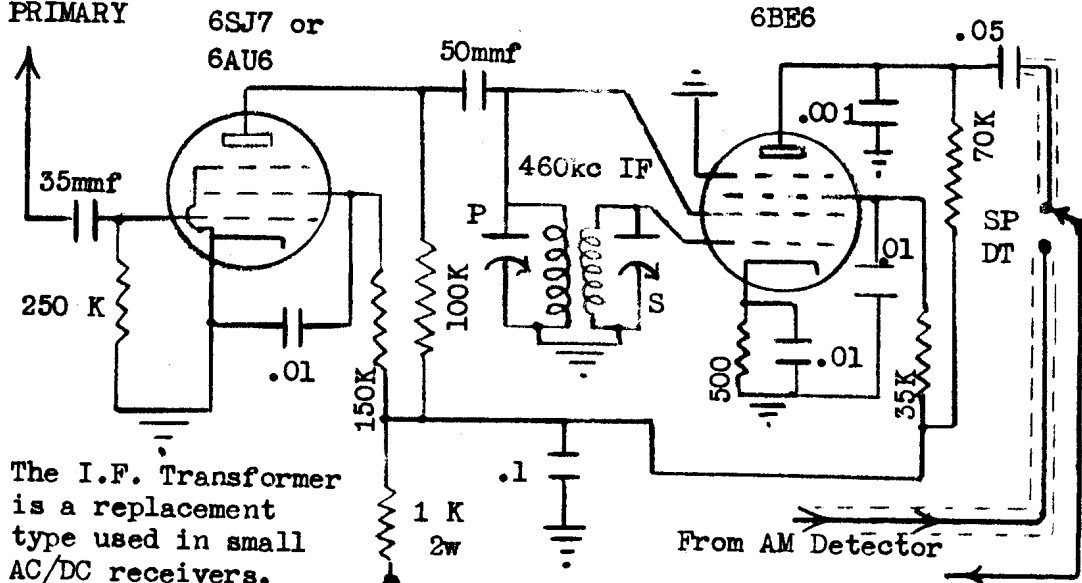 PRIMARY
6SJ7 or
6AU6
50mmf
6BE6
.05
.001
70K
35mmf
460kc IF
P
S
SP
DT
.01
250 K
100K
.01
150K
500
.01
35K
.1
1 K
2w
From AM Detector
The I.F. Transformer
is a replacement
type used in small
AC/DC receivers.